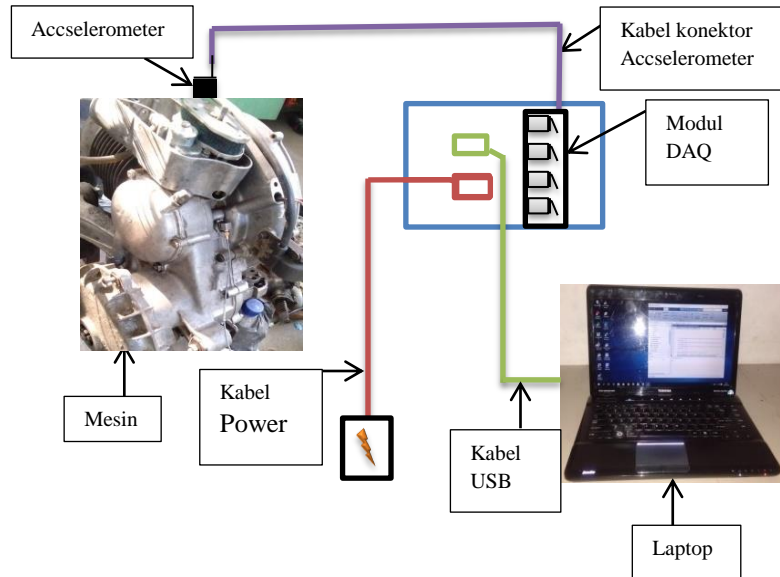 Accselerometer
Kabel konektor
Accselerometer
Modul
DAQ
Mesin
Kabel
Power
Kabel
USB
Laptop